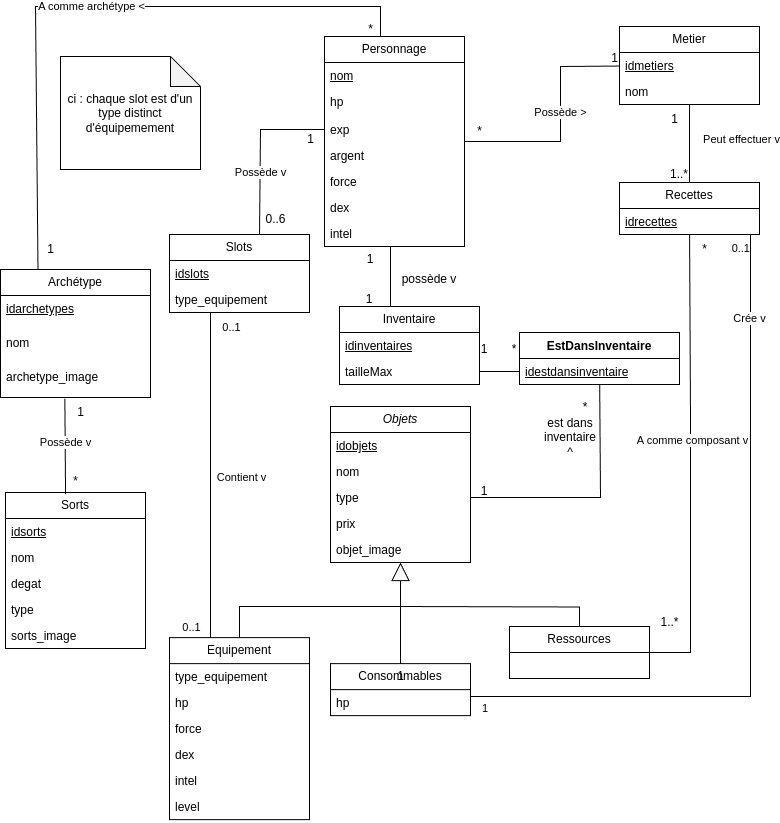 A comme archétype <
*
Personnage
nom
hp
exp
argent
force
dex
intel
Metier
idmetiers
nom
1
Possède >
*
ci : chaque slot est d'un
type distinct
d'équipemement
1
Possède v
0..6
1
Peut effectuer v
1..*
Recettes
idrecettes
Slots
idslots
type_equipement
0..1
1
possède v
1
Inventaire
idinventaires
tailleMax
1
*
EstDansInventaire
idestdansinventaire
*
0..1
Crée v
1
Archétype
idarchetypes
nom
archetype_image
1
Possède v
*
Sorts
idsorts
nom
degat
type
sorts_image
Objets
idobjets
nom
type
prix
objet_image
*
est dans
inventaire
^
1
A comme composant v
Contient v
0..1
Equipement
type_equipement
hp
force
dex
intel
level
1
Consommables
hp
1
Ressources
1..*